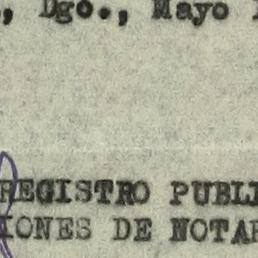 , Dgo., Mayo
REGISTRO PUBLI
IONES DE NOTAR